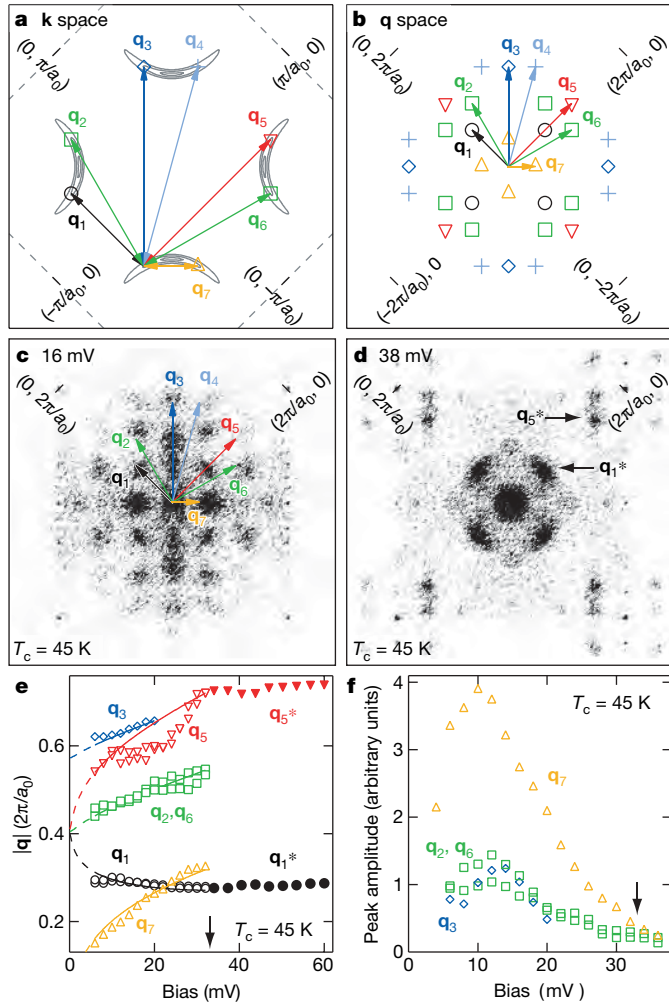 a k space
q3 q4
(0, π/a0)
(π/a0, 0)
q2
q5
q1
q6
q7
(−π/a0, 0)
(0, −π/a0)
b q space
q3 q4
(0, 2π/a0)
(2π/a0, 0)
q2
q5
q1
q6
q7
(−2π/a0), 0)
(0, −2π/a0)
c 16 mV
q3 q4
(0, 2π/a0)
(2π/a0, 0)
q2
q5
q1
q6
q7
Tc = 45 K
d 38 mV
(0, 2π/a0)
(2π/a0, 0)
q5*
q1*
Tc = 45 K
e
|q| (2π/a0)
0.6
0.4
0.2
q3
q5
q5*
q2,q6
q1
q1*
q7
Tc = 45 K
0 20 40 60
Bias (mV)
f
Tc = 45 K
Peak amplitude (arbitrary units)
4
3
2
1
0
q7
q2, q6
q3
0 10 20 30
Bias (mV)